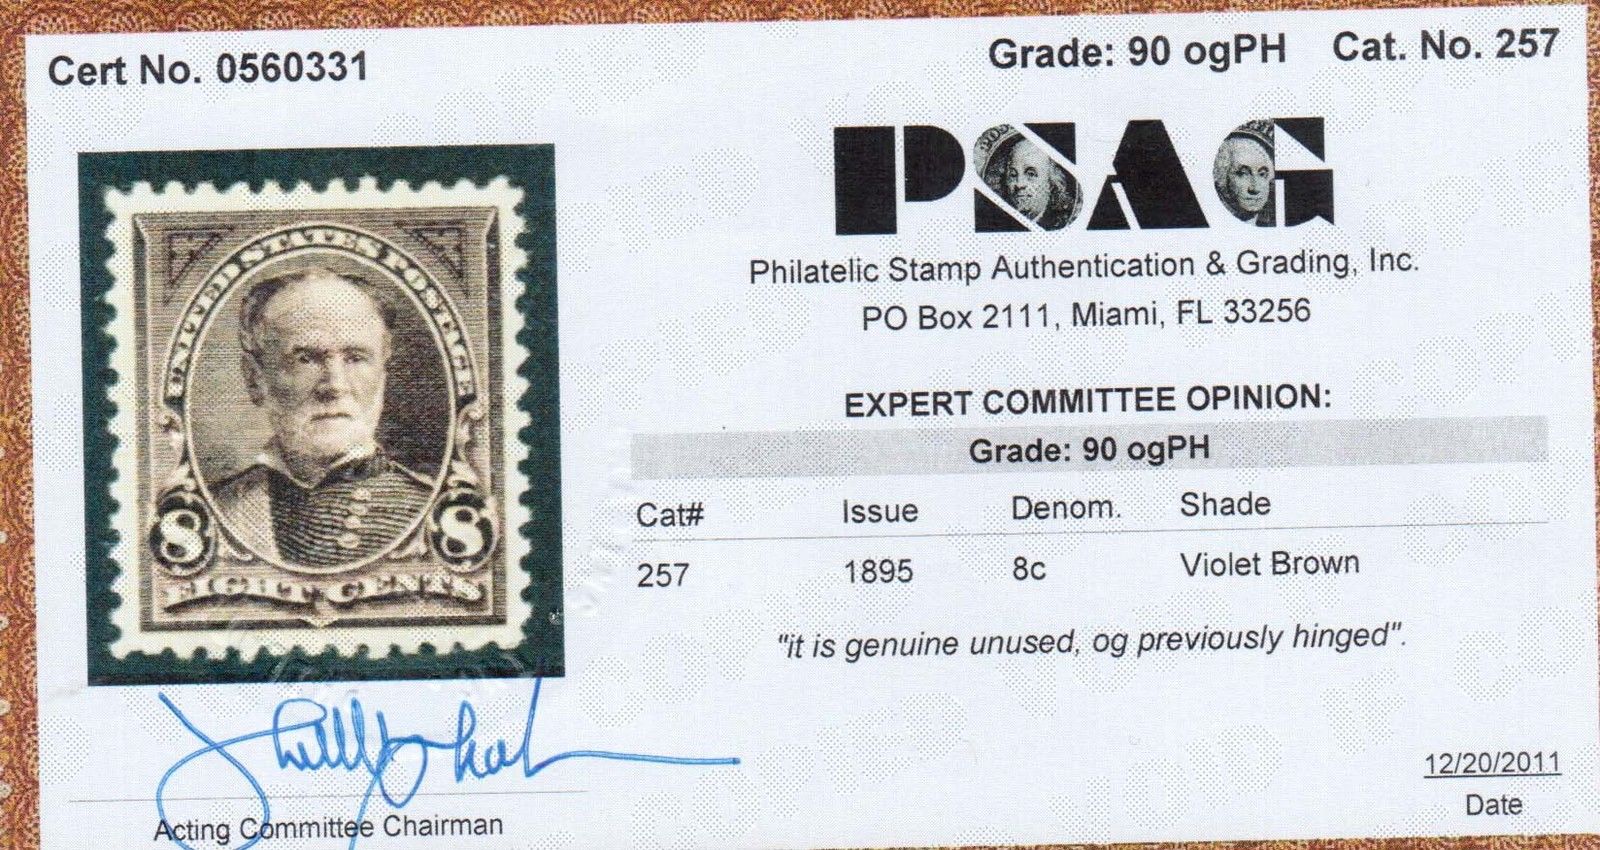 Cert No. 0560331
Grade: 90 ogPH Cat. No. 257
PSAG
Philatelic Stamp Authentication & Grading, Inc.
PO Box 2111, Miami, FL 33256
UNITED STATES POSTAGE
8 8
EIGHT CENTS
EXPERT COMMITTEE OPINION:
Grade: 90 ogPH
Cat# Issue Denom. Shade
257 1895 8c Violet Brown
"it is genuine unused, og previously hinged".
Acting Committee Chairman
12/20/2011
Date